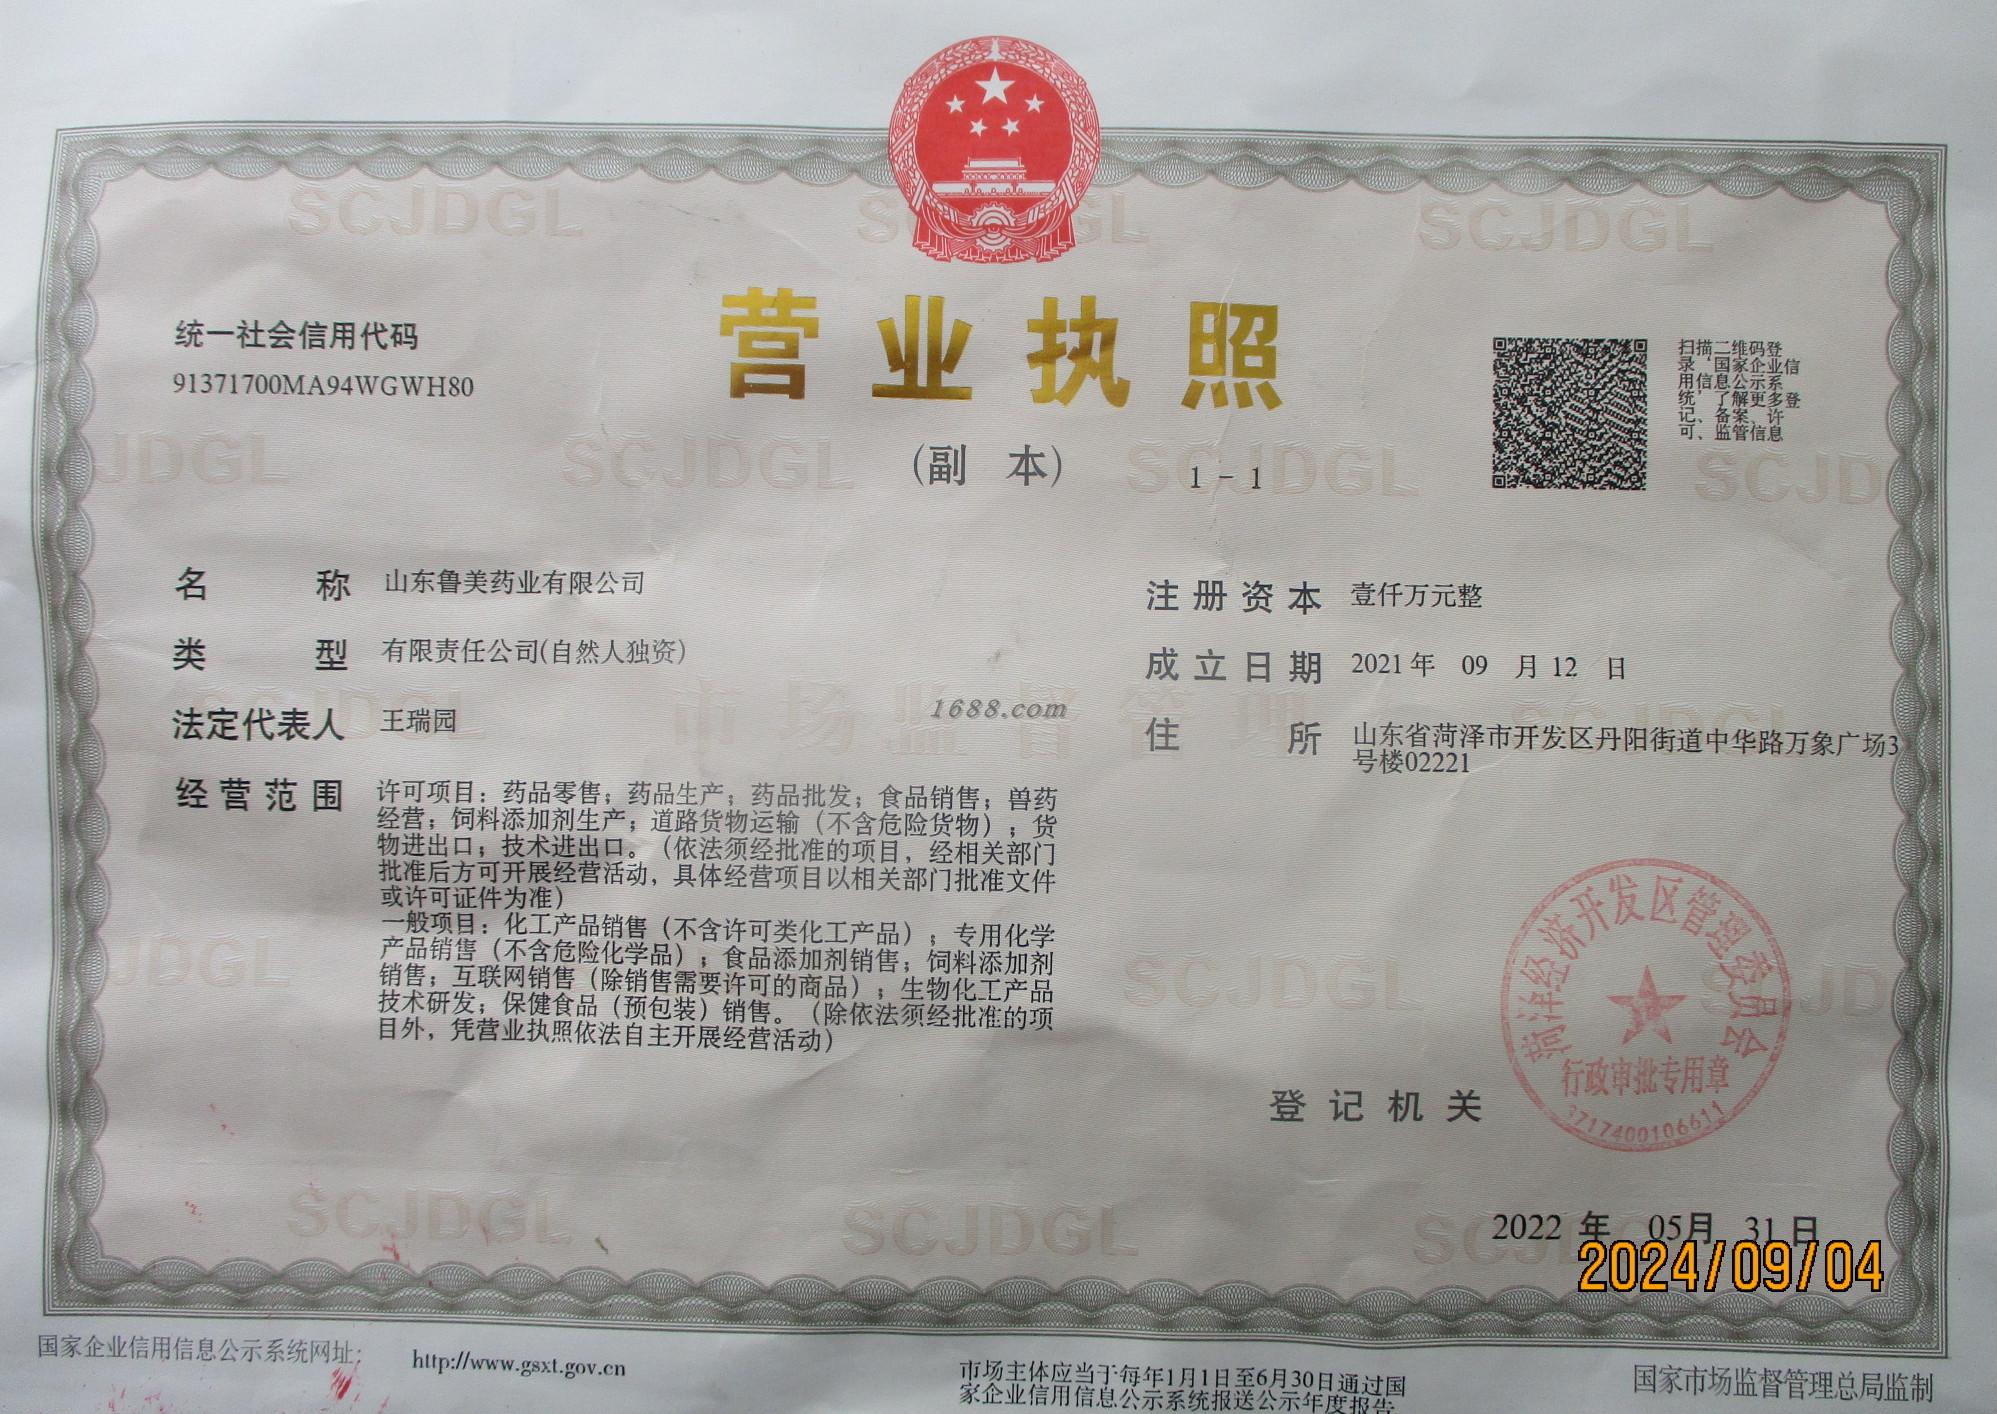 统一社会信用代码
91371700MA94WGWH80
营业执照
(副 本)
1-1
扫描二维码登
录‘国家企业信
用信息公示系
统’了解更多登
记、备案、许
可、监管信息
名 称 山东鲁美药业有限公司
类 型 有限责任公司(自然人独资)
法定代表人 王瑞园
经营范围 许可项目：药品零售；药品生产；药品批发；食品销售；兽药
经营；饲料添加剂生产；道路货物运输（不含危险货物）；货
物进出口；技术进出口。（依法须经批准的项目，经相关部门
批准后方可开展经营活动，具体经营项目以相关部门批准文件
或许可证件为准）
一般项目：化工产品销售（不含许可类化工产品）；专用化学
产品销售（不含危险化学品）；食品添加剂销售；饲料添加剂
销售；互联网销售（除销售需要许可的商品）；生物化工产品
技术研发；保健食品（预包装）销售。（除依法须经批准的项
目外，凭营业执照依法自主开展经营活动）
注册资本 壹仟万元整
成立日期 2021年 09 月 12 日
住 所 山东省菏泽市开发区丹阳街道中华路万象广场3
号楼02221
1688.com
市场监督管理
SCJDGL
登记机关
菏泽经济开发区管理委员会
行政审批专用章
3717400106611
2022 年 05月 31日
2024/09/04
国家企业信用信息公示系统网址：
http://www.gsxt.gov.cn
市场主体应当于每年1月1日至6月30日通过国
家企业信用信息公示系统报送公示年度报告
国家市场监督管理总局监制